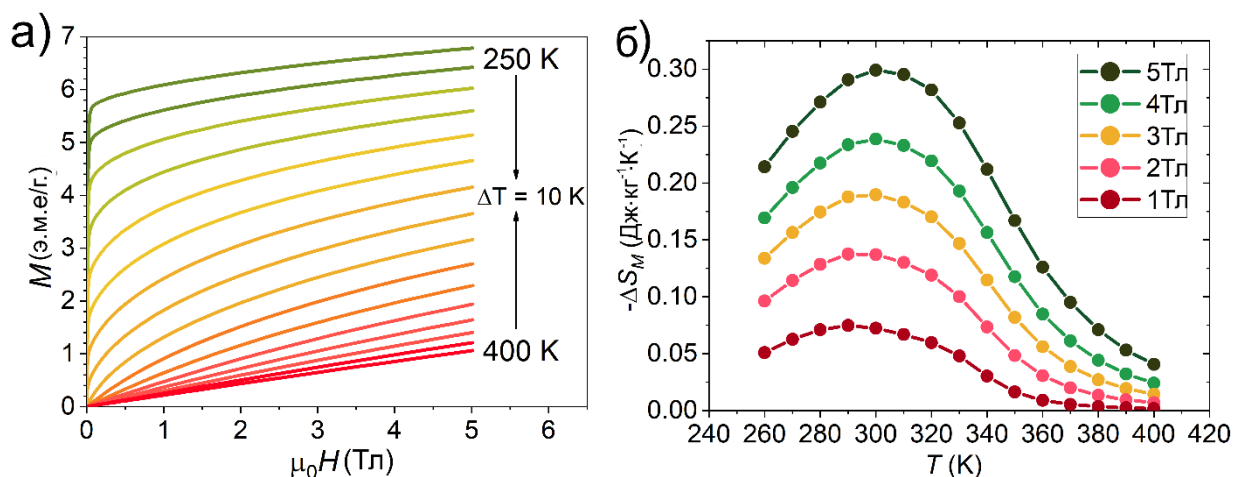 а)
7
6
5
4
3
2
1
0
M (э.м.е/г.)
250 K
ΔT = 10 K
400 K
0 1 2 3 4 5 6
μ₀H (Тл)
б)
0.30
0.25
0.20
0.15
0.10
0.05
0.00
-ΔS_M (Дж·кг⁻¹·К⁻¹)
5Тл
4Тл
3Тл
2Тл
1Тл
240 260 280 300 320 340 360 380 400 420
T (K)